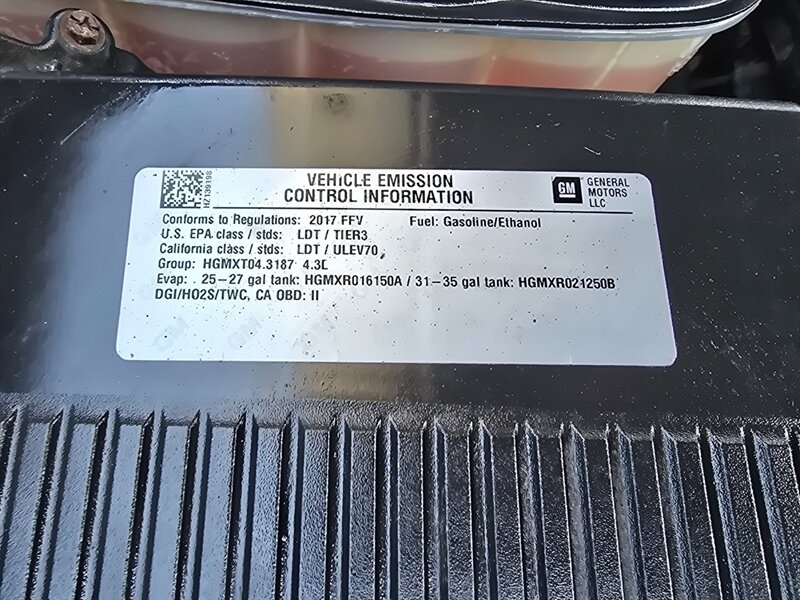 VEHICLE EMISSION
CONTROL INFORMATION
GM
GENERAL
MOTORS
LLC
Conforms to Regulations: 2017 FFV Fuel: Gasoline/Ethanol
U.S. EPA class / stds: LDT / TIER3
California class / stds: LDT / ULEV70
Group: HGMXT04.3187 4.3L
Evap: 25-27 gal tank: HGMXR016150A / 31-35 gal tank: HGMXR021250B
DGI/HO2S/TWC, CA OBD: II